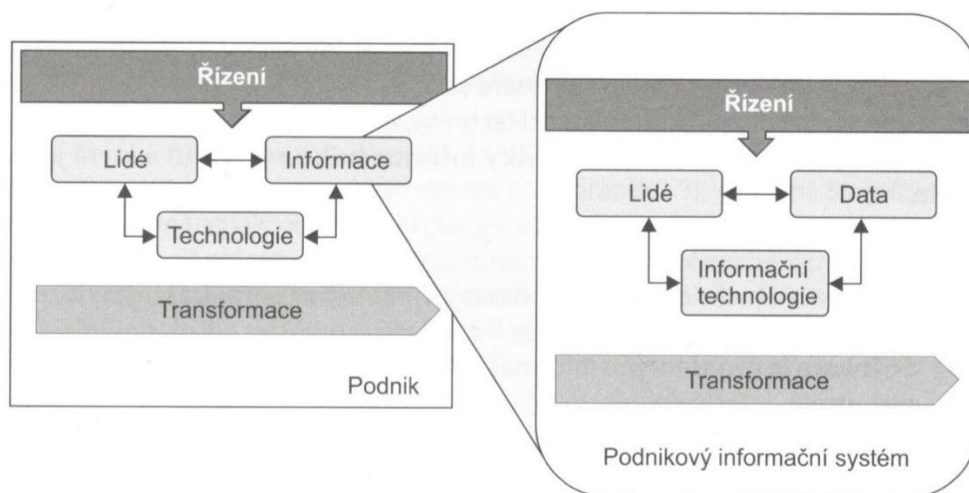 Řízení
Lidé
Informace
Technologie
Transformace
Podnik
Řízení
Lidé
Data
Informační
technologie
Transformace
Podnikový informační systém